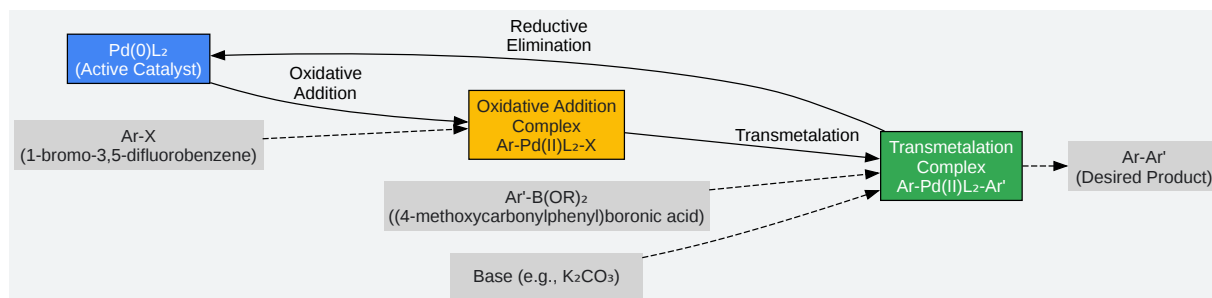 Reductive
Elimination
Pd(0)L₂
(Active Catalyst)
Oxidative
Addition
Oxidative Addition
Complex
Ar-Pd(II)L₂-X
Ar-X
(1-bromo-3,5-difluorobenzene)
Transmetalation
Transmetalation
Complex
Ar-Pd(II)L₂-Ar'
Ar-Ar'
(Desired Product)
Ar'-B(OR)₂
((4-methoxycarbonylphenyl)boronic acid)
Base (e.g., K₂CO₃)